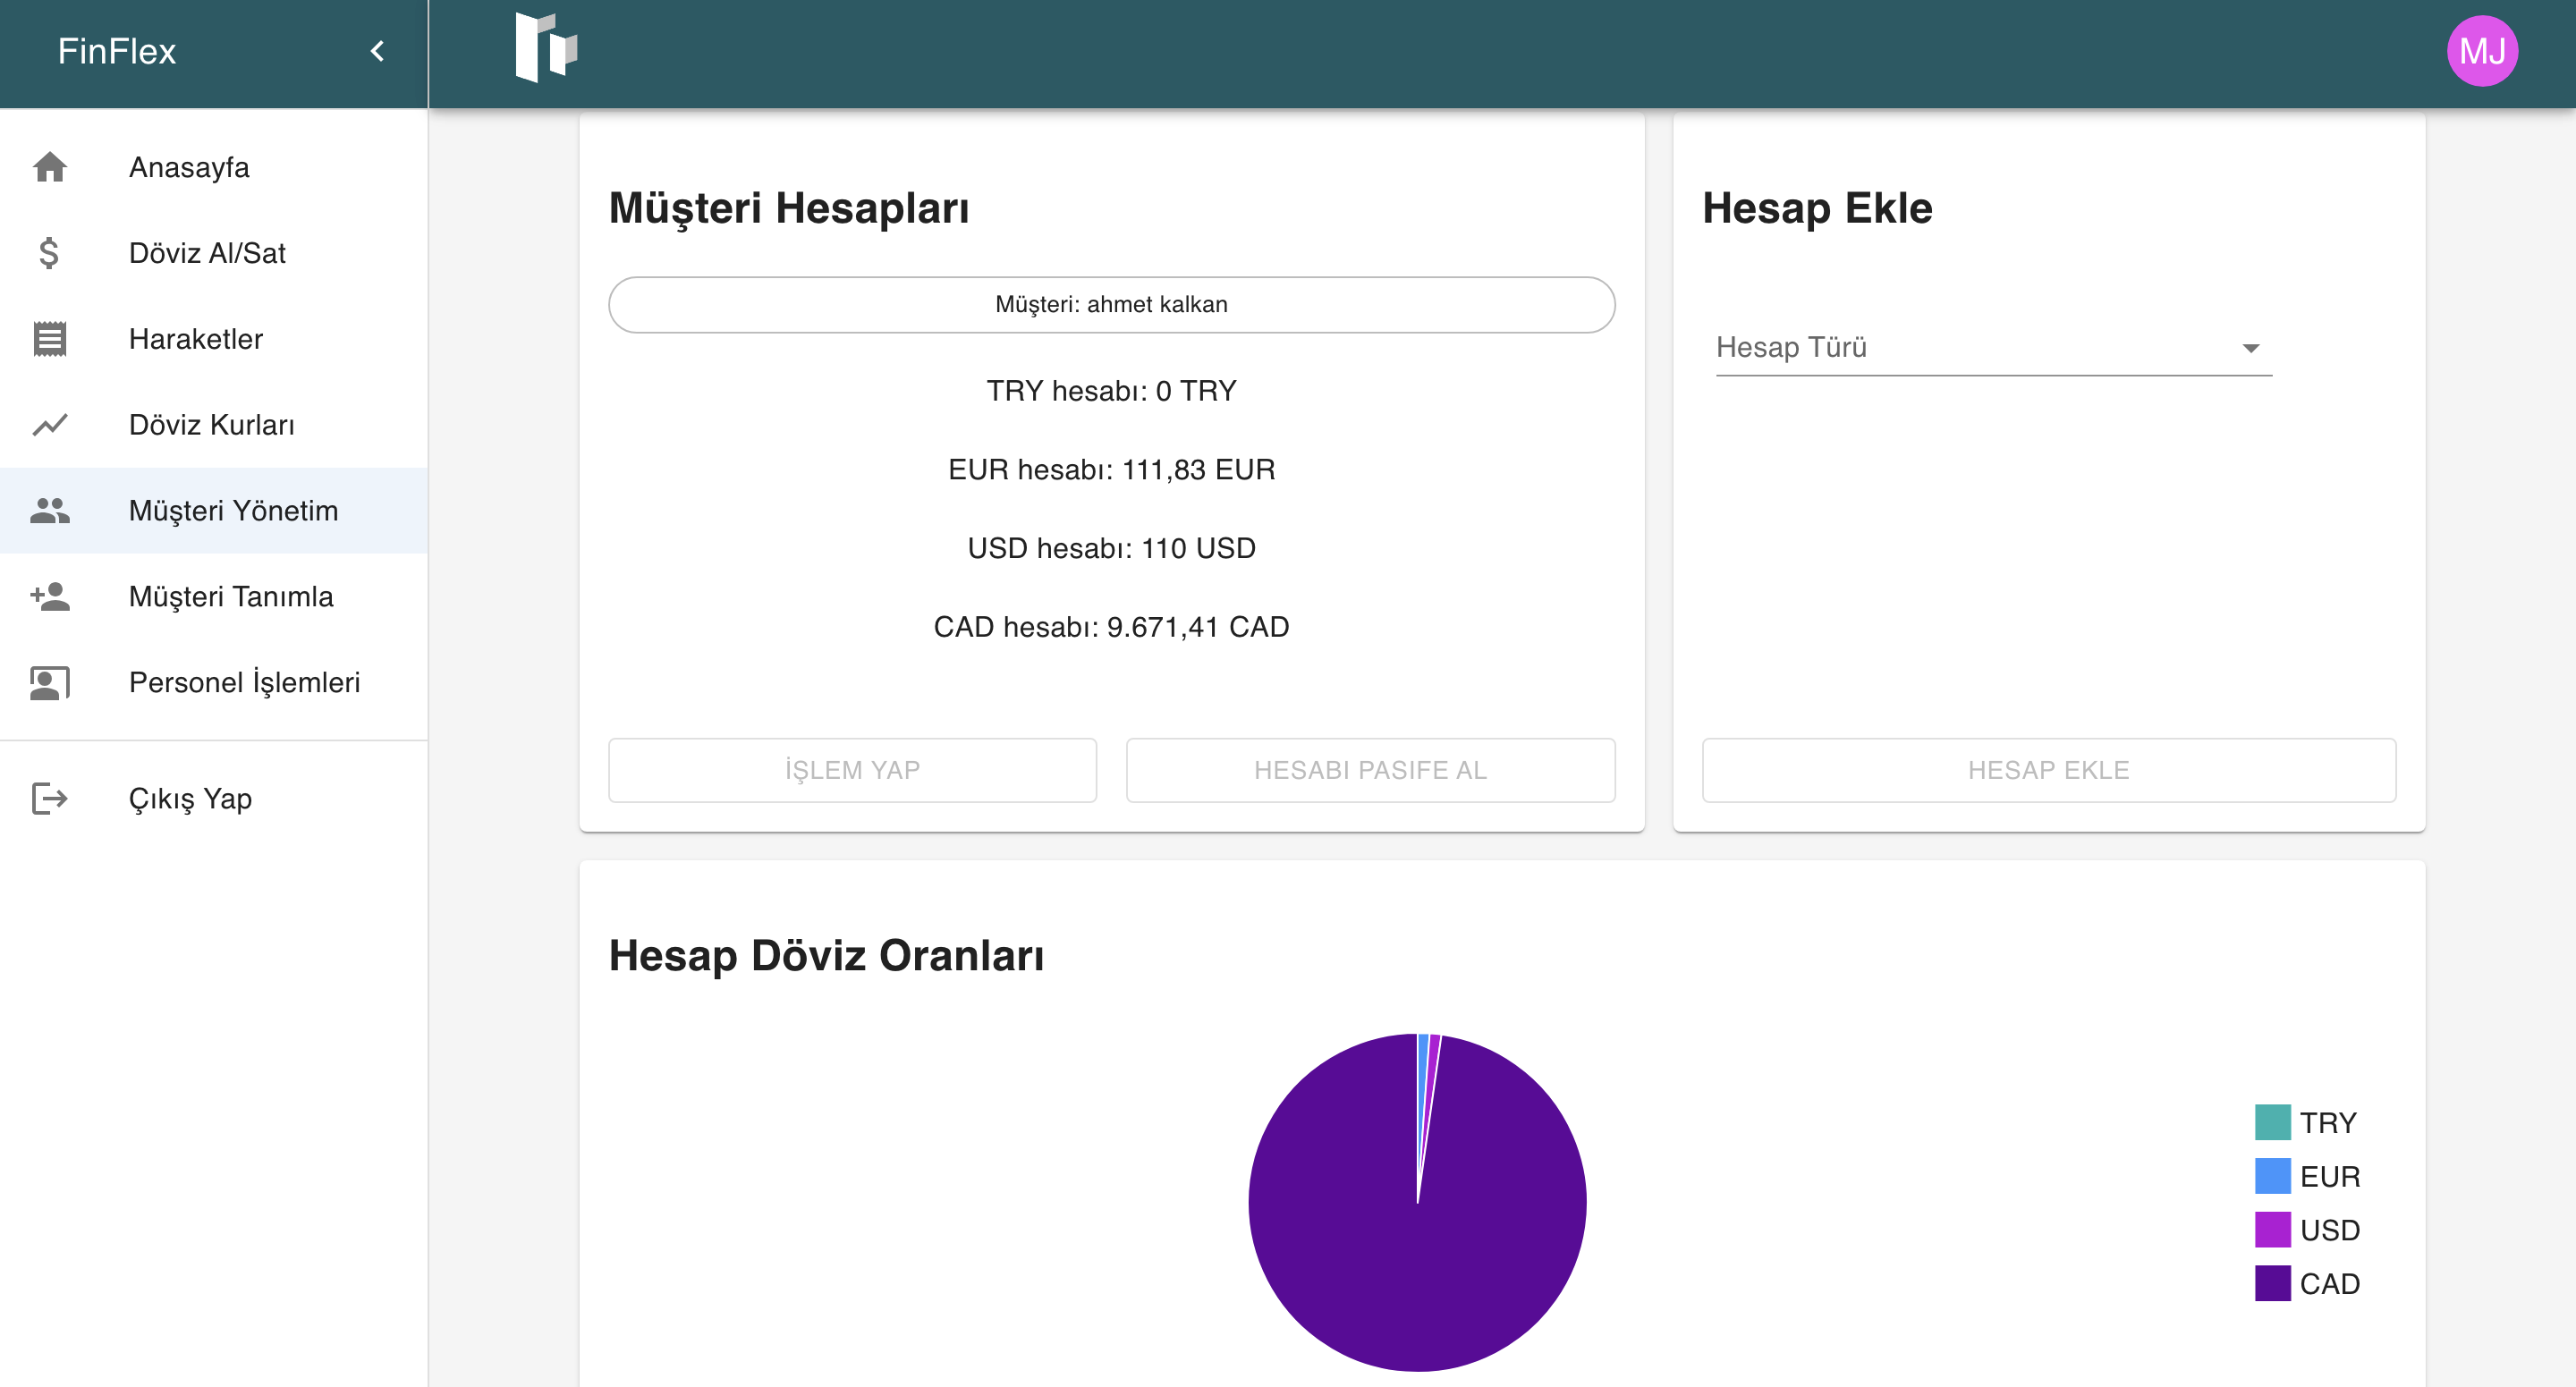 FinFlex
MJ
Anasayfa
Döviz Al/Sat
Haraketler
Döviz Kurları
Müşteri Yönetim
Müşteri Tanımla
Personel İşlemleri
Çıkış Yap
Müşteri Hesapları
Müşteri: ahmet kalkan
TRY hesabı: 0 TRY
EUR hesabı: 111,83 EUR
USD hesabı: 110 USD
CAD hesabı: 9.671,41 CAD
İŞLEM YAP
HESABI PASIFE AL
Hesap Ekle
Hesap Türü
HESAP EKLE
Hesap Döviz Oranları
TRY
EUR
USD
CAD